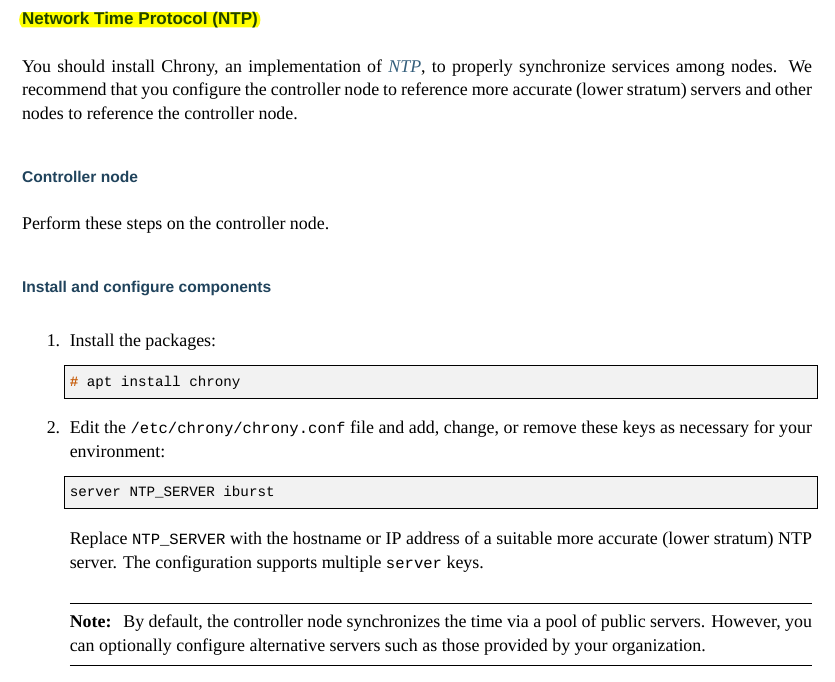 Network Time Protocol (NTP)
You should install Chrony, an implementation of NTP, to properly synchronize services among nodes. We
recommend that you configure the controller node to reference more accurate (lower stratum) servers and other
nodes to reference the controller node.
Controller node
Perform these steps on the controller node.
Install and configure components
1. Install the packages:
# apt install chrony
2. Edit the /etc/chrony/chrony.conf file and add, change, or remove these keys as necessary for your
environment:
server NTP_SERVER iburst
Replace NTP_SERVER with the hostname or IP address of a suitable more accurate (lower stratum) NTP
server. The configuration supports multiple server keys.
Note: By default, the controller node synchronizes the time via a pool of public servers. However, you
can optionally configure alternative servers such as those provided by your organization.